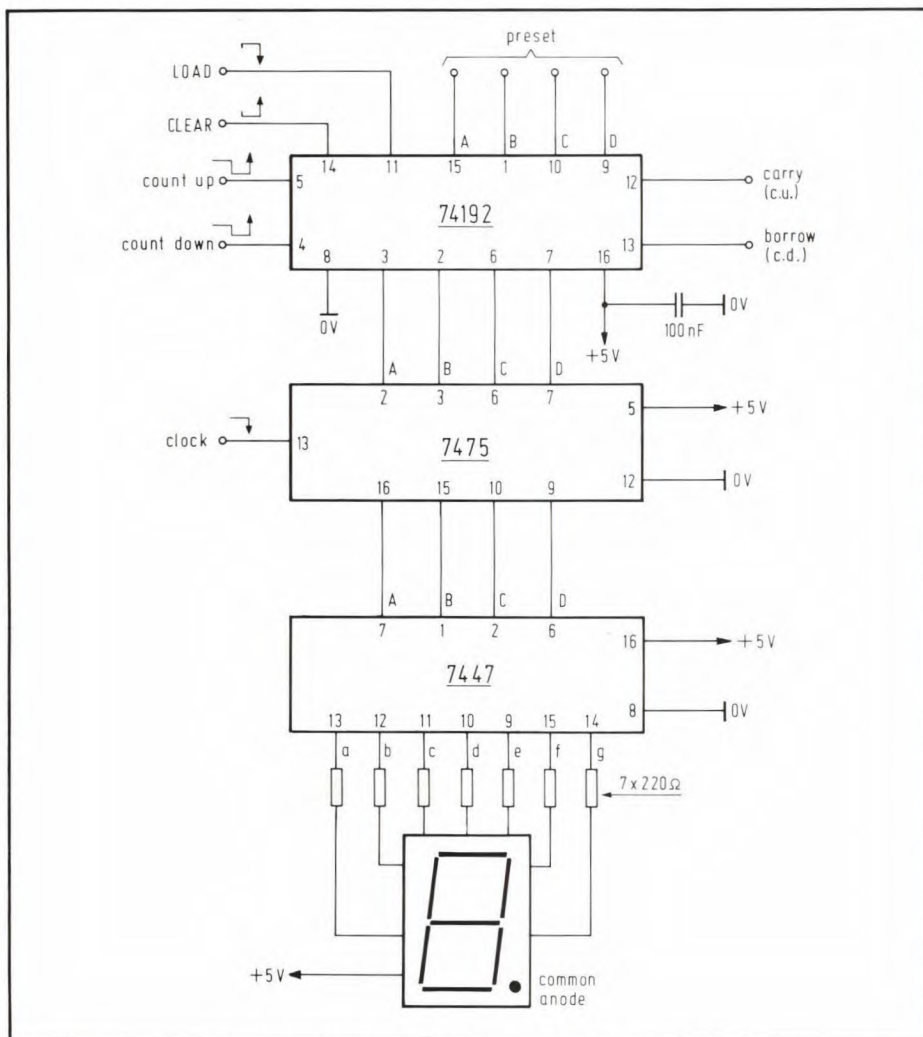 preset
LOAD
CLEAR
A B C D
14 11 15 1 10 9
count up 5 12 carry
(c.u.)
74192
count down 4 13 borrow
(c.d.)
8 3 2 6 7 16
0V 0V
100nF
+5V
A B C D
2 3 6 7
5 +5V
clock 13
7475
12 0V
16 15 10 9
A B C D
7 1 2 6
16 +5V
7447
8 0V
13 12 11 10 9 15 14
a b c d e f g
7x220Ω
+5V
common
anode